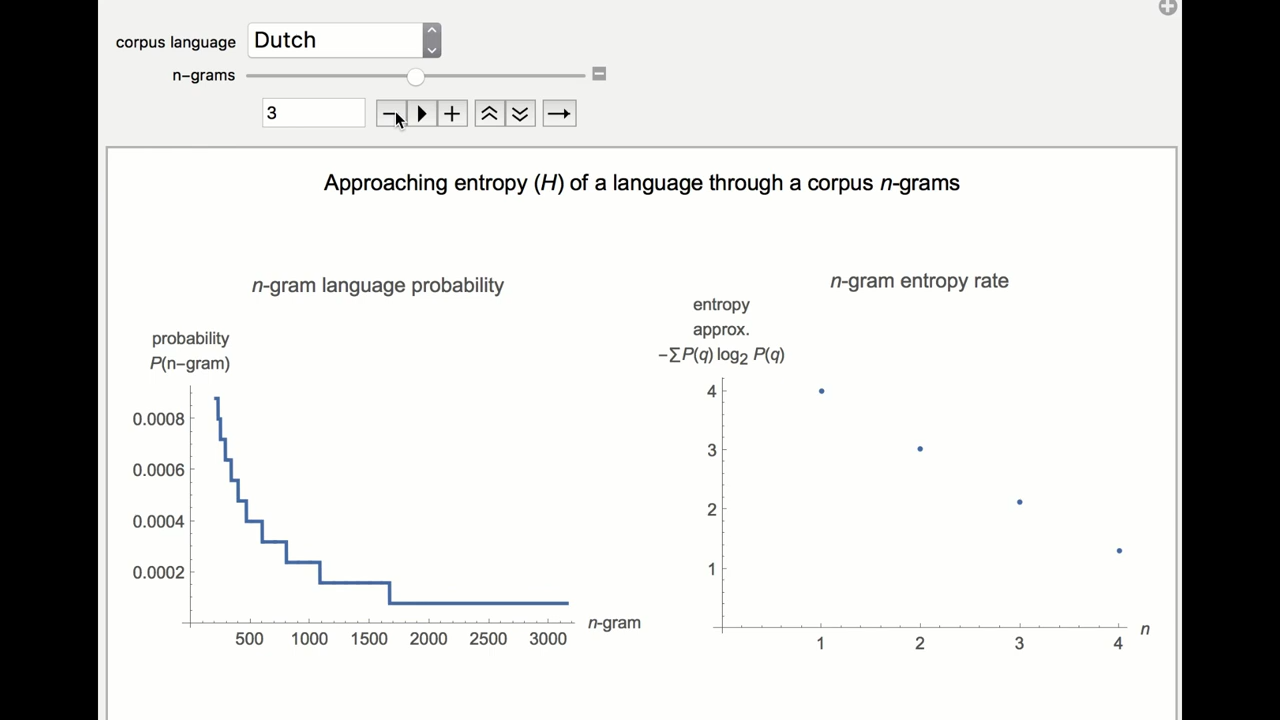 corpus language Dutch
n-grams
3
Approaching entropy (H) of a language through a corpus n-grams
n-gram language probability
probability
P(n-gram)
0.0008
0.0006
0.0004
0.0002
500 1000 1500 2000 2500 3000
n-gram
n-gram entropy rate
entropy
approx.
−∑P(q) log₂ P(q)
4
3
2
1
1 2 3 4
n